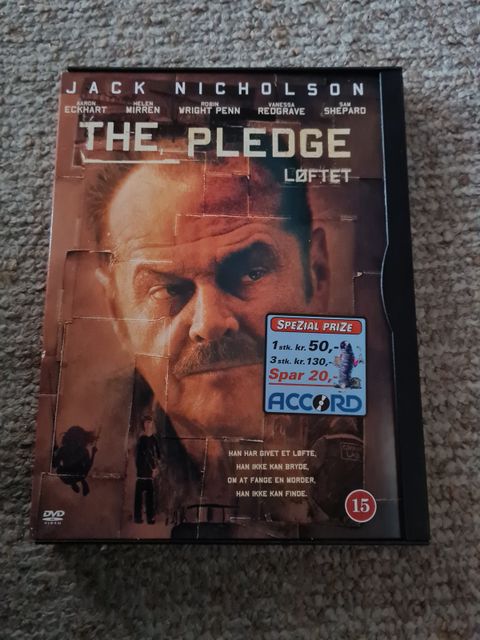 JACK NICHOLSON
AARON ECKHART HELEN MIRREN ROBIN WRIGHT PENN VANESSA REDGRAVE SAM SHEPARD
THE PLEDGE
LØFTET
SPEZIAL PRIZE
1 stk. kr. 50,-
3 stk. kr. 130,-
Spar 20,-
ACCORD
HAN HAR GIVET ET LØFTE,
HAN IKKE KAN BRYDE,
OM AT FANGE EN MORDER,
HAN IKKE KAN FINDE.
15
DVD
VIDEO